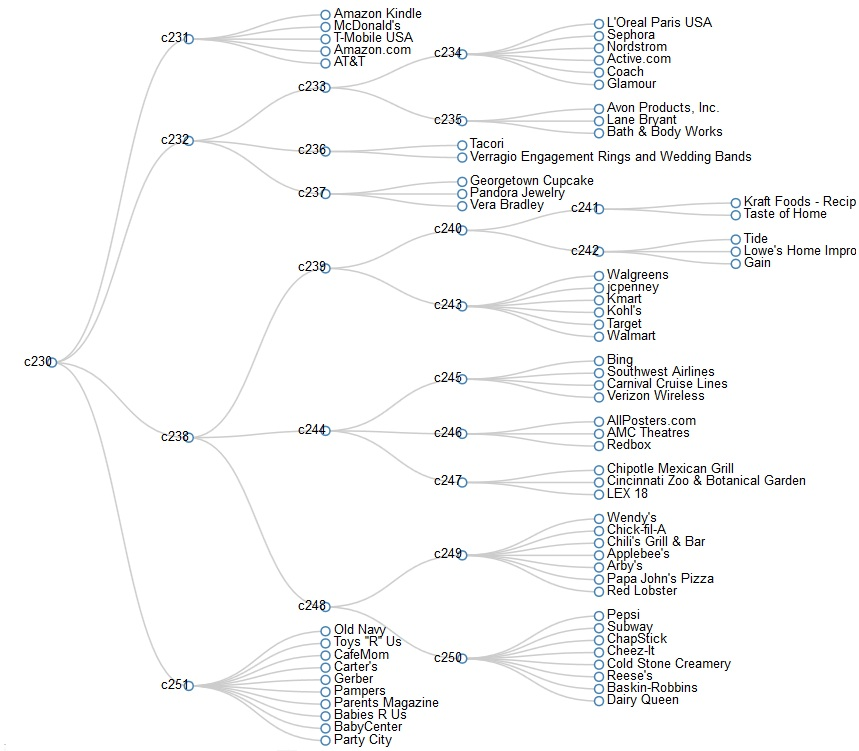 Amazon Kindle
McDonald's
c231
T-Mobile USA
Amazon.com
AT&T
L'Oreal Paris USA
Sephora
Nordstrom
c234
Active.com
Coach
Glamour
c233
Avon Products, Inc.
c235
Lane Bryant
Bath & Body Works
c232
Tacori
c236
Verragio Engagement Rings and Wedding Bands
Georgetown Cupcake
c237
Pandora Jewelry
Vera Bradley
c241
Kraft Foods - Recip
Taste of Home
c240
Tide
c242
Lowe's Home Impro
Gain
c239
Walgreens
jcpenney
Kmart
c243
Kohl's
Target
Walmart
c230
Bing
Southwest Airlines
c245
Carnival Cruise Lines
Verizon Wireless
AllPosters.com
c238
c244
c246
AMC Theatres
Redbox
Chipotle Mexican Grill
c247
Cincinnati Zoo & Botanical Garden
LEX 18
Wendy's
Chick-fil-A
Chili's Grill & Bar
c249
Applebee's
Arby's
Papa John's Pizza
Red Lobster
c248
Pepsi
Subway
ChapStick
c250
Cheez-It
Cold Stone Creamery
Reese's
Baskin-Robbins
Dairy Queen
Old Navy
Toys "R" Us
CafeMom
Carter's
Gerber
c251
Pampers
Parents Magazine
Babies R Us
BabyCenter
Party City